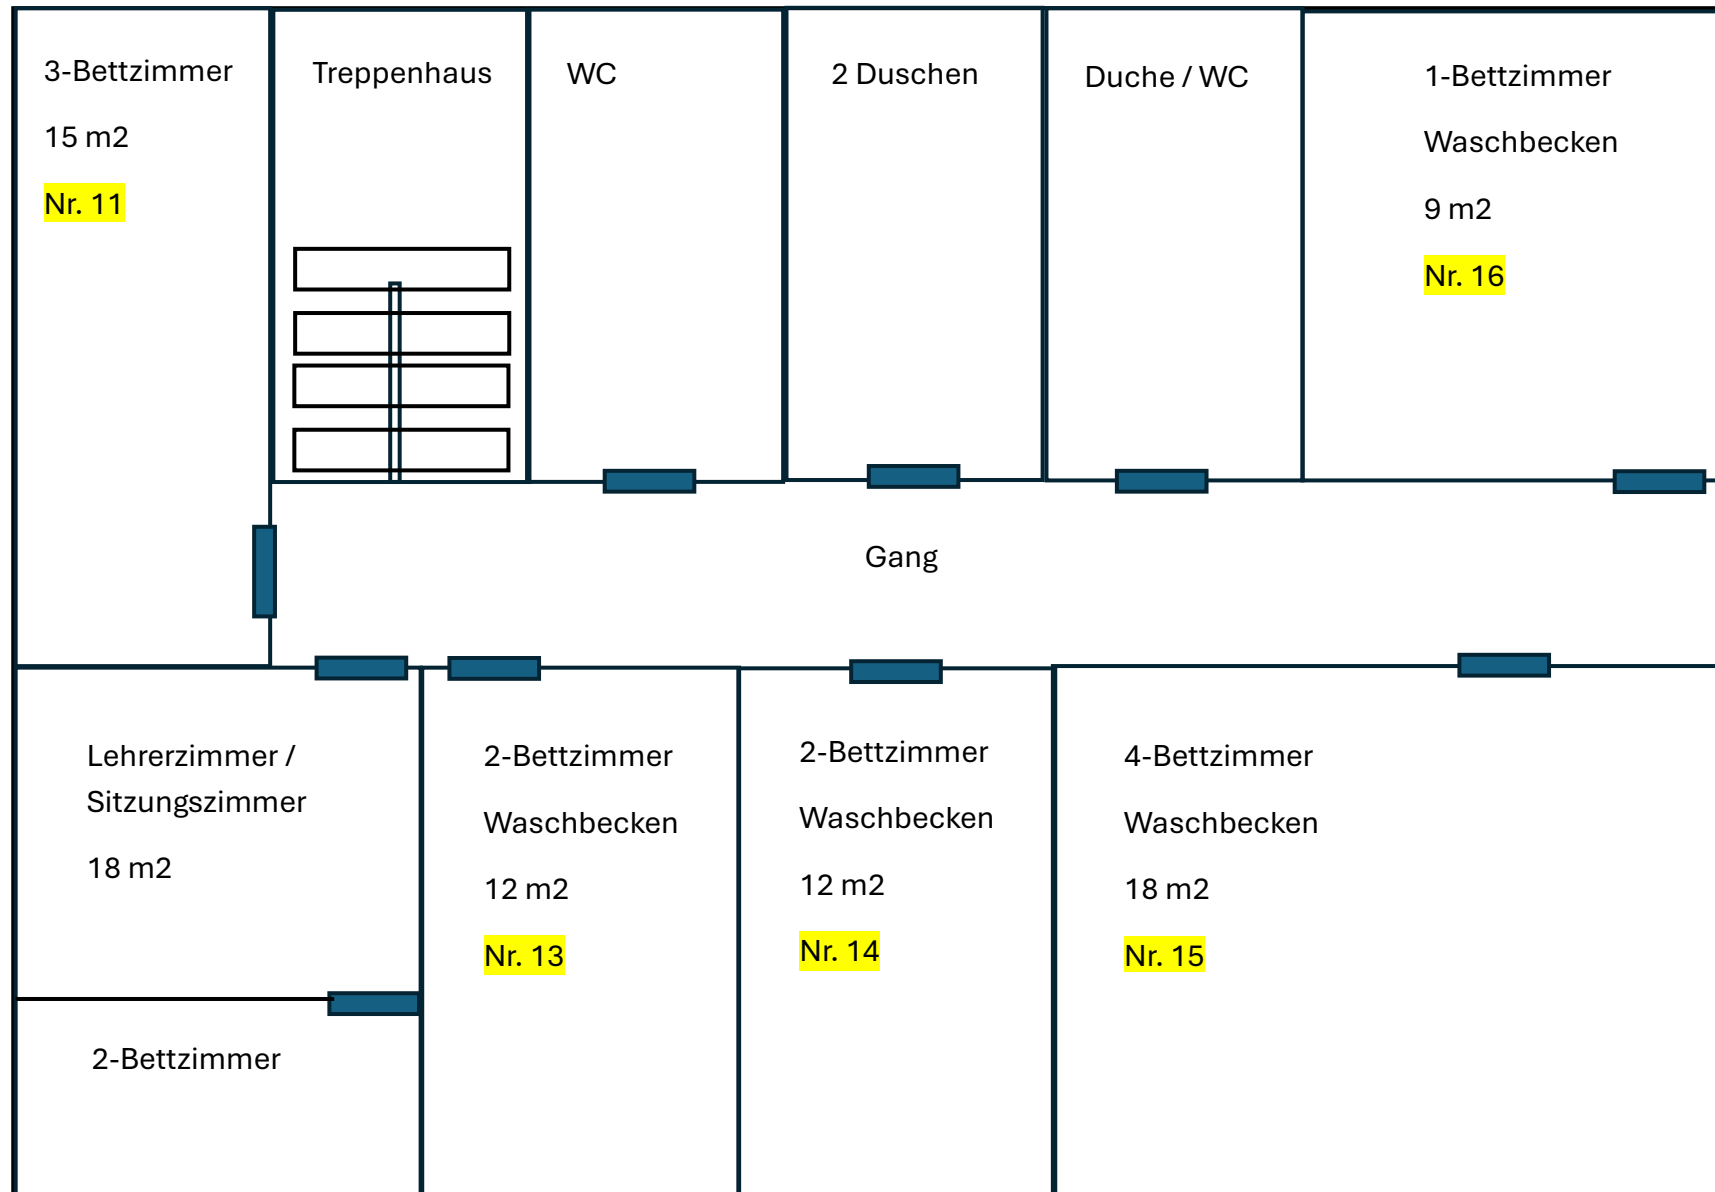 3-Bettzimmer
15 m2
Nr. 11
Treppenhaus
WC
2 Duschen
Duche / WC
1-Bettzimmer
Waschbecken
9 m2
Nr. 16
Gang
Lehrerzimmer /
Sitzungszimmer
18 m2
2-Bettzimmer
2-Bettzimmer
Waschbecken
12 m2
Nr. 13
2-Bettzimmer
Waschbecken
12 m2
Nr. 14
4-Bettzimmer
Waschbecken
18 m2
Nr. 15